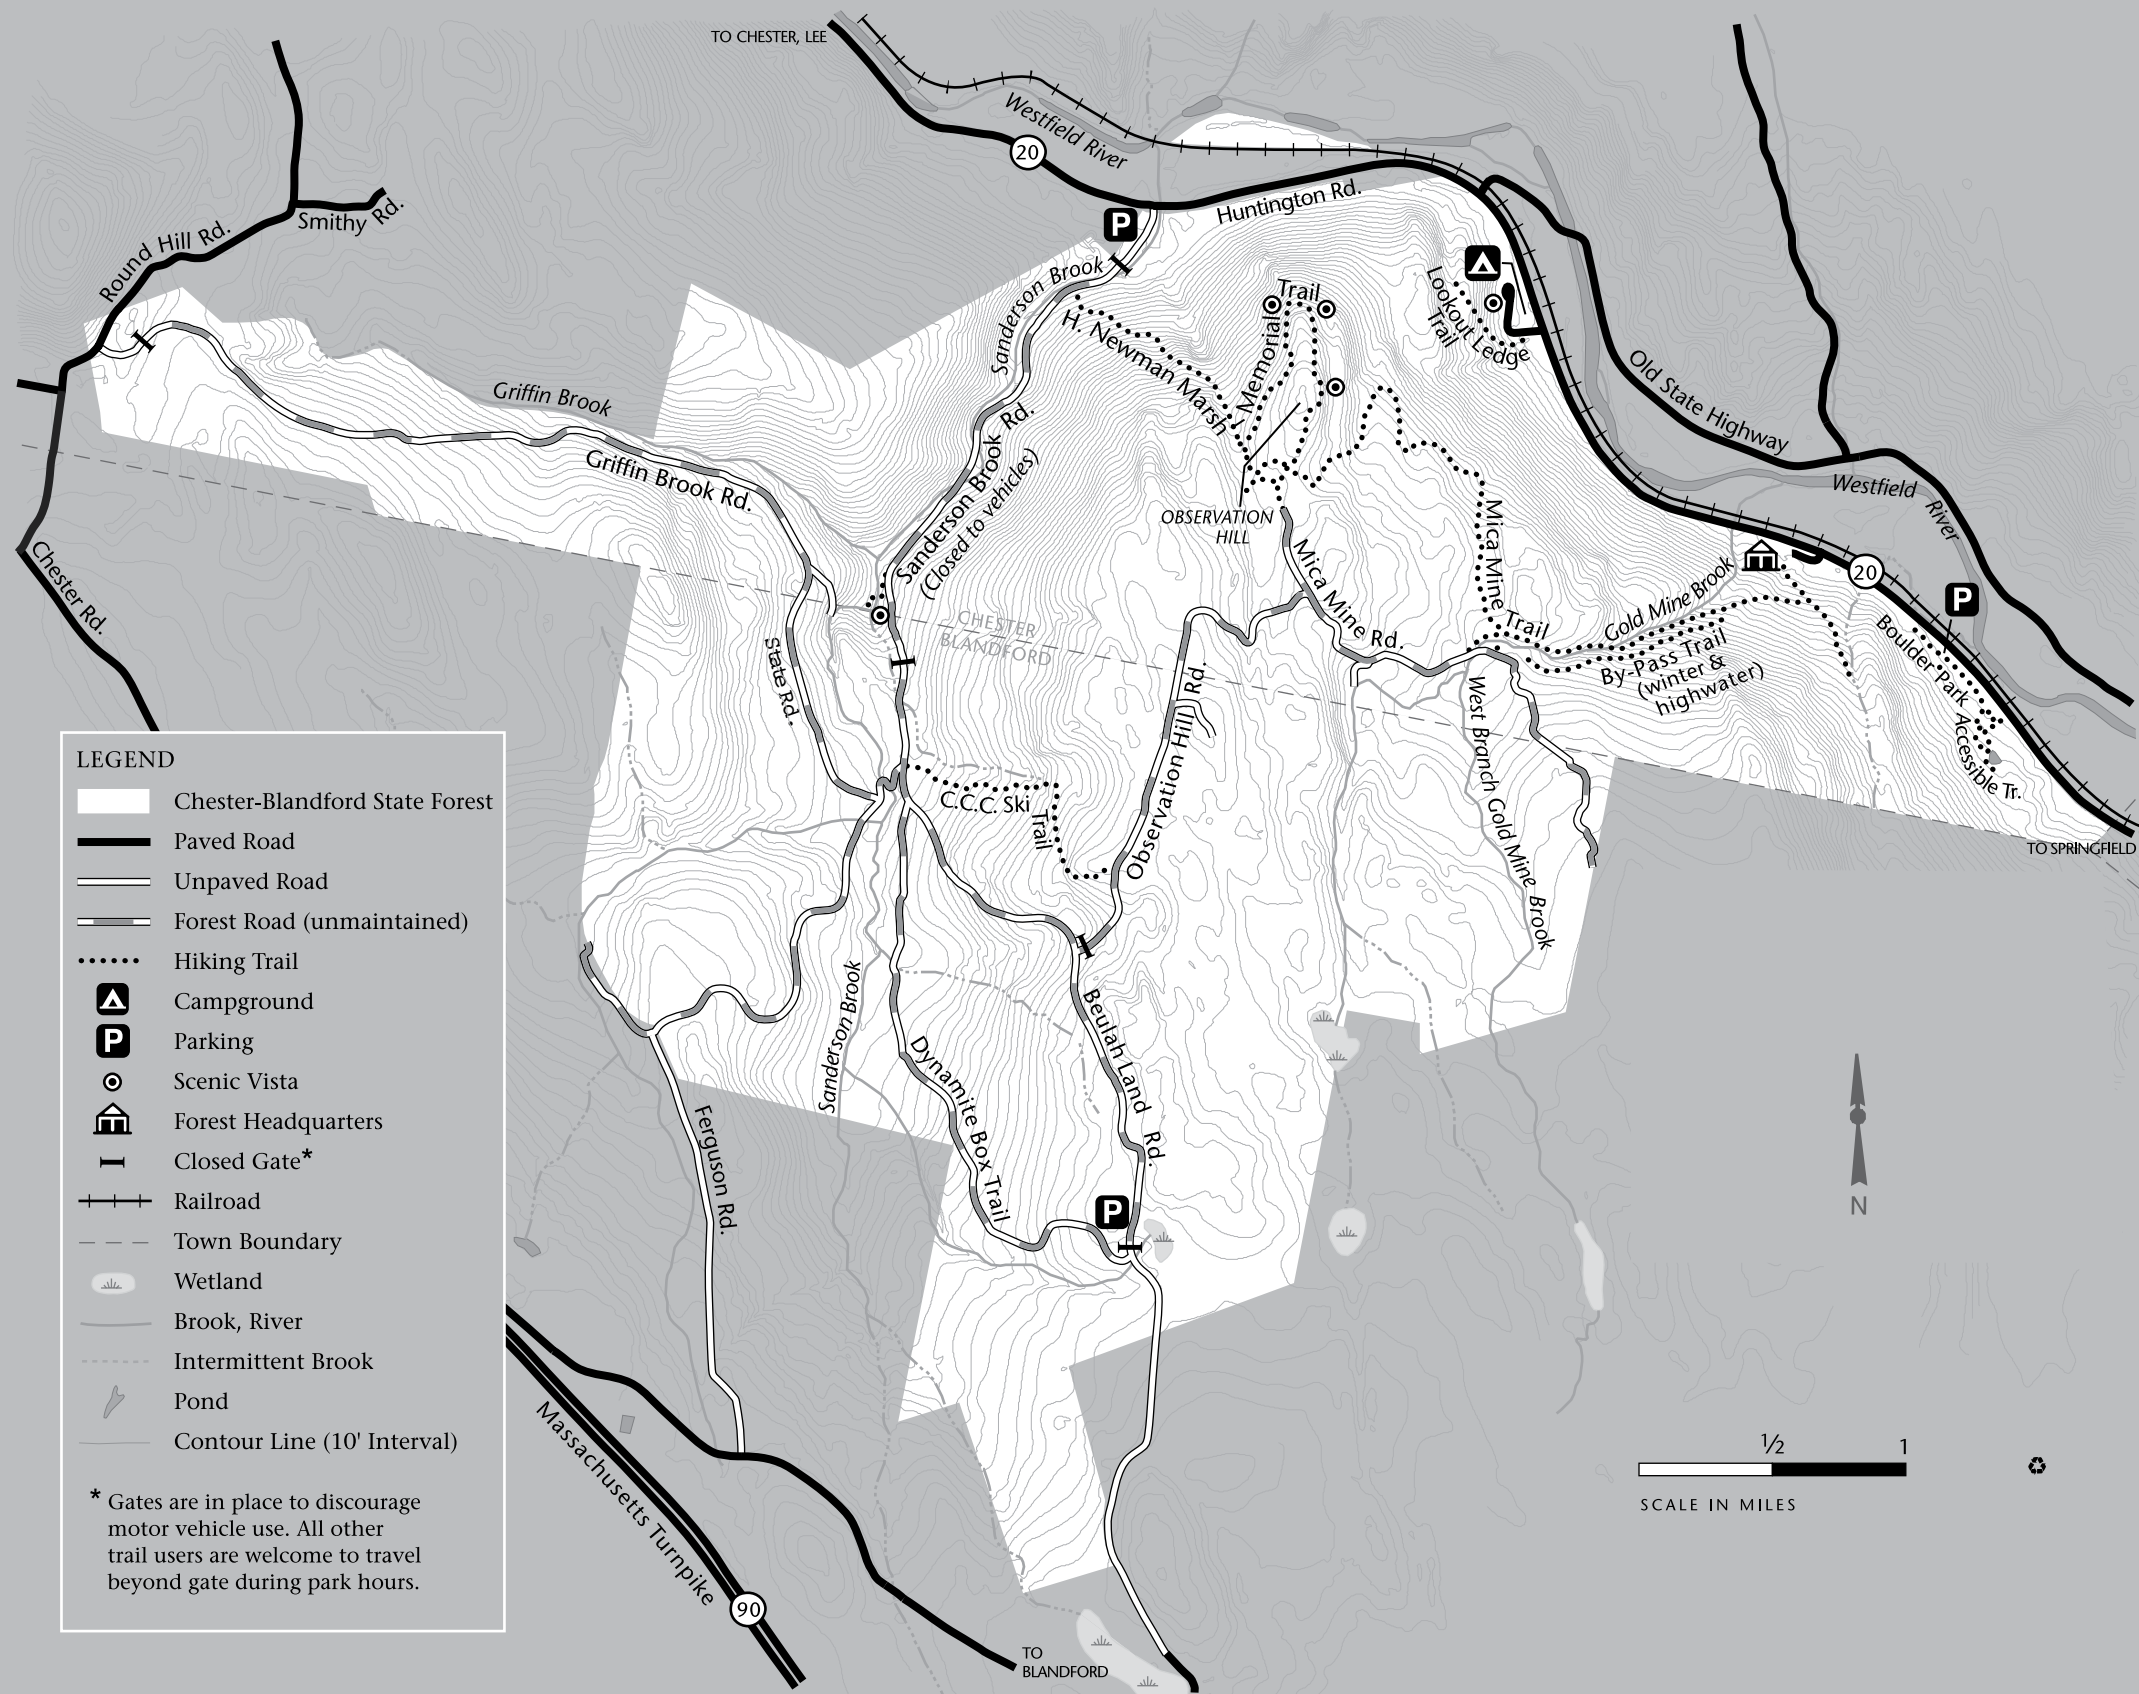 TO CHESTER, LEE
Westfield River
20
Huntington Rd.
Round Hill Rd.
Smithy Rd.
P
Sanderson Brook
H. Newman Marsh
Memorial
Trail
Lookout Ledge
Trail
Old State Highway
Westfield
River
Griffin Brook
Griffin Brook Rd.
Sanderson Brook Rd.
(Closed to vehicles)
OBSERVATION
HILL
Mica Mine Rd.
Mica Mine Trail
Gold Mine Brook
By-Pass Trail
(winter &
highwater)
20
P
Boulder Park Accessible Tr.
TO SPRINGFIELD
Chester Rd.
CHESTER
BLANDFORD
State Rd.
C.C.C. Ski
Trail
Observation Hill Rd.
West Branch Gold Mine Brook
Sanderson Brook
Dynamite Box Trail
Beulah Land Rd.
P
Ferguson Rd.
Massachusetts Turnpike
90
TO
BLANDFORD
N
½ 1
SCALE IN MILES
LEGEND
Chester-Blandford State Forest
Paved Road
Unpaved Road
Forest Road (unmaintained)
Hiking Trail
Campground
P Parking
Scenic Vista
Forest Headquarters
Closed Gate*
Railroad
Town Boundary
Wetland
Brook, River
Intermittent Brook
Pond
Contour Line (10' Interval)
* Gates are in place to discourage
motor vehicle use. All other
trail users are welcome to travel
beyond gate during park hours.